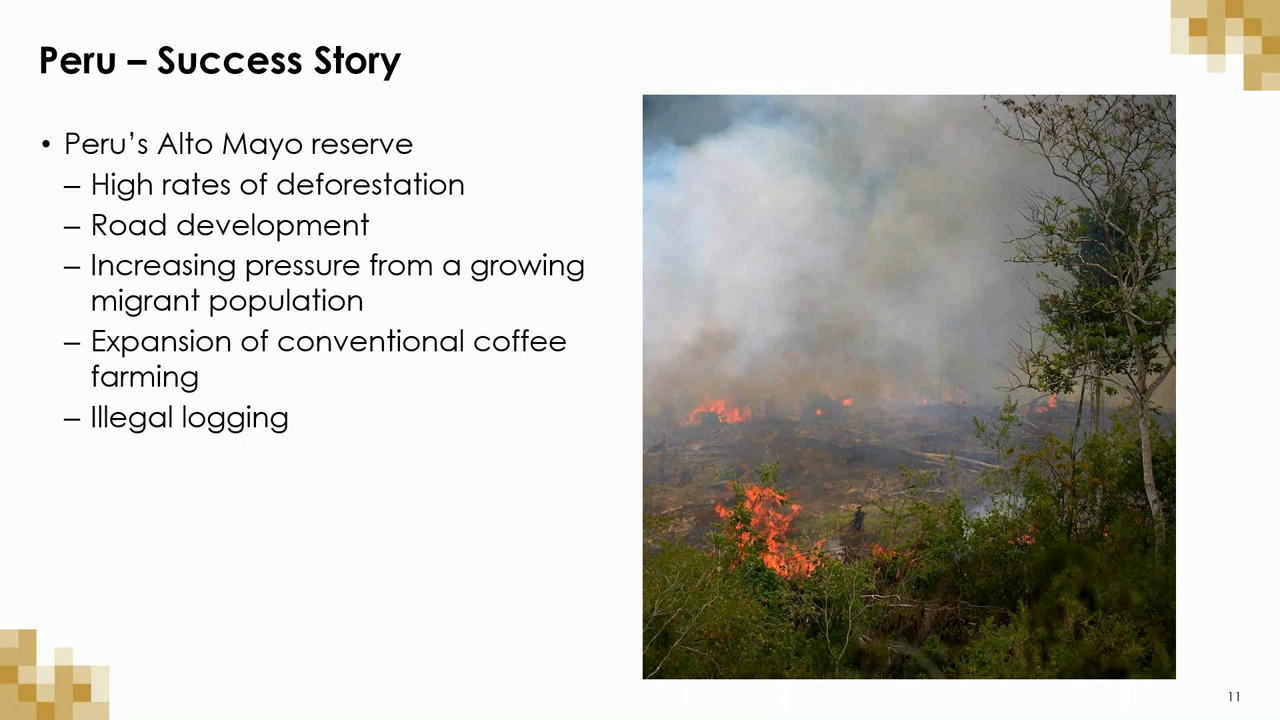 Peru – Success Story
• Peru’s Alto Mayo reserve
– High rates of deforestation
– Road development
– Increasing pressure from a growing
migrant population
– Expansion of conventional coffee
farming
– Illegal logging
11